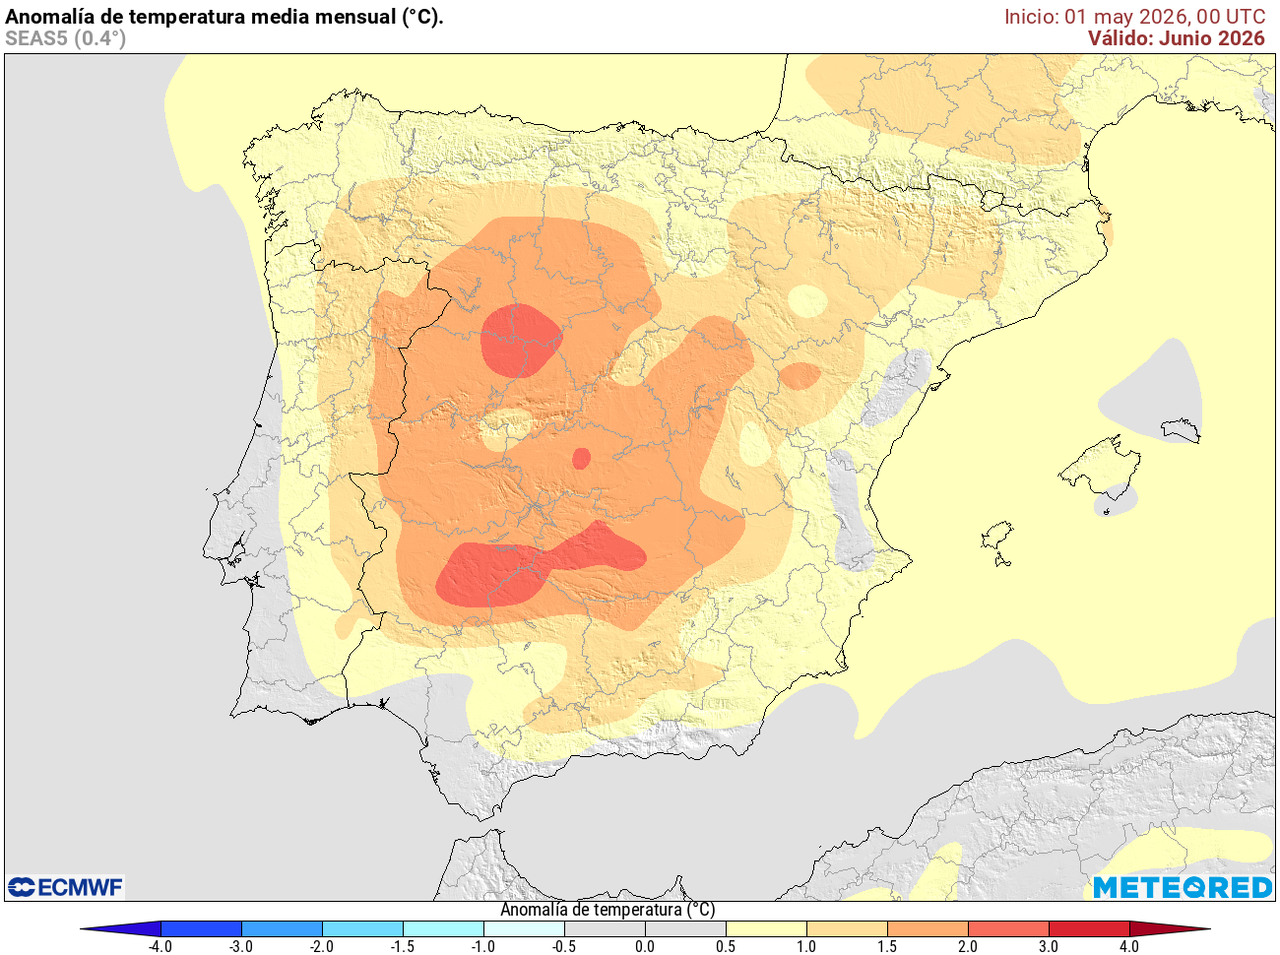 Anomalía de temperatura media mensual (°C).
Inicio: 01 may 2026, 00 UTC
SEAS5 (0.4°)
Válido: Junio 2026
ECMWF
METEORED
Anomalía de temperatura (°C)
-4.0 -3.0 -2.0 -1.5 -1.0 -0.5 0.0 0.5 1.0 1.5 2.0 3.0 4.0